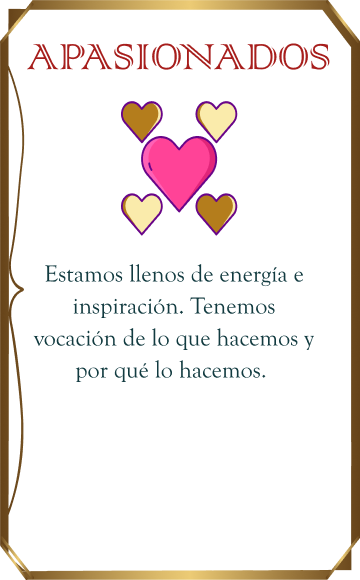 APASIONADOS
Estamos llenos de energía e
inspiración. Tenemos
vocación de lo que hacemos y
por qué lo hacemos.